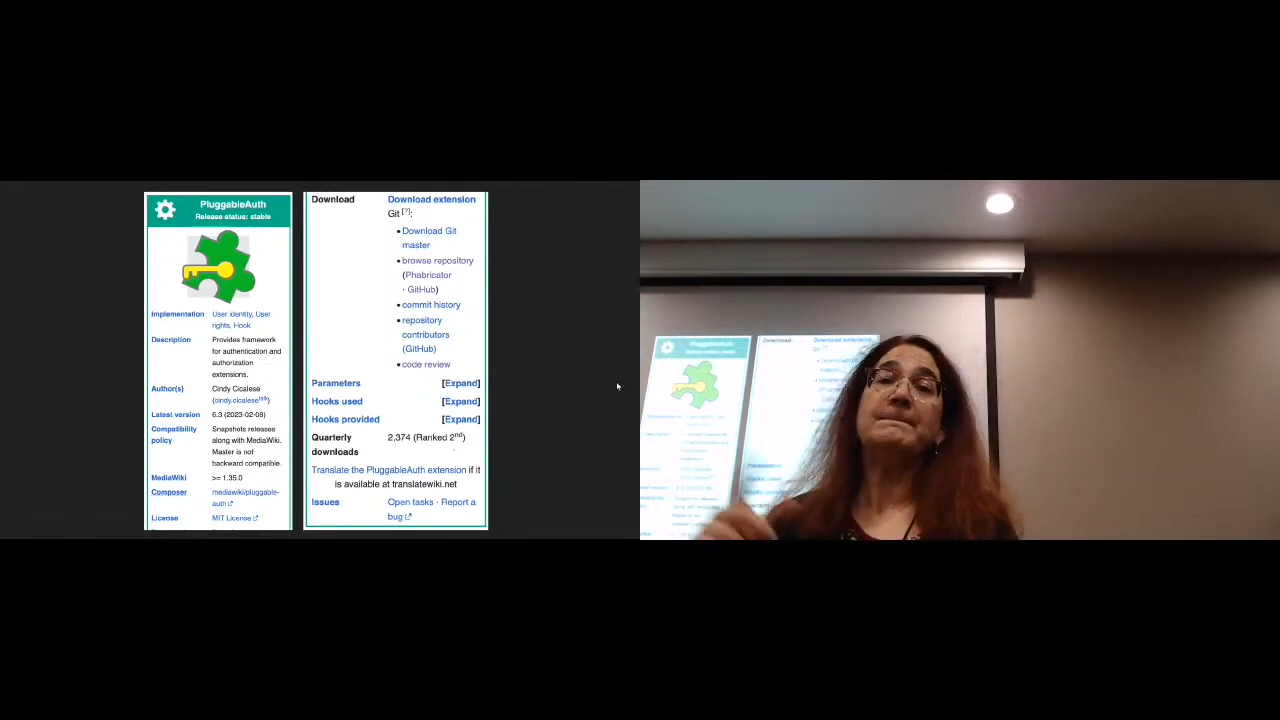 PluggableAuth
Release status: stable
Implementation User identity, User
rights, Hook
Description Provides framework
for authentication and
authorization
extensions.
Author(s) Cindy Cicalese
(cindy.cicalese talk)
Latest version 6.3 (2023-02-08)
Compatibility Snapshots releases
policy along with MediaWiki.
Master is not
backward compatible.
MediaWiki >= 1.35.0
Composer mediawiki/pluggable-
auth
License MIT License
Download Download extension
Git [?]:
• Download Git
master
• browse repository
(Phabricator
· GitHub)
• commit history
• repository
contributors
(GitHub)
• code review
Parameters [Expand]
Hooks used [Expand]
Hooks provided [Expand]
Quarterly 2,374 (Ranked 2nd)
downloads
Translate the PluggableAuth extension if it
is available at translatewiki.net
Issues Open tasks · Report a
bug
PluggableAuth
Download Download extension